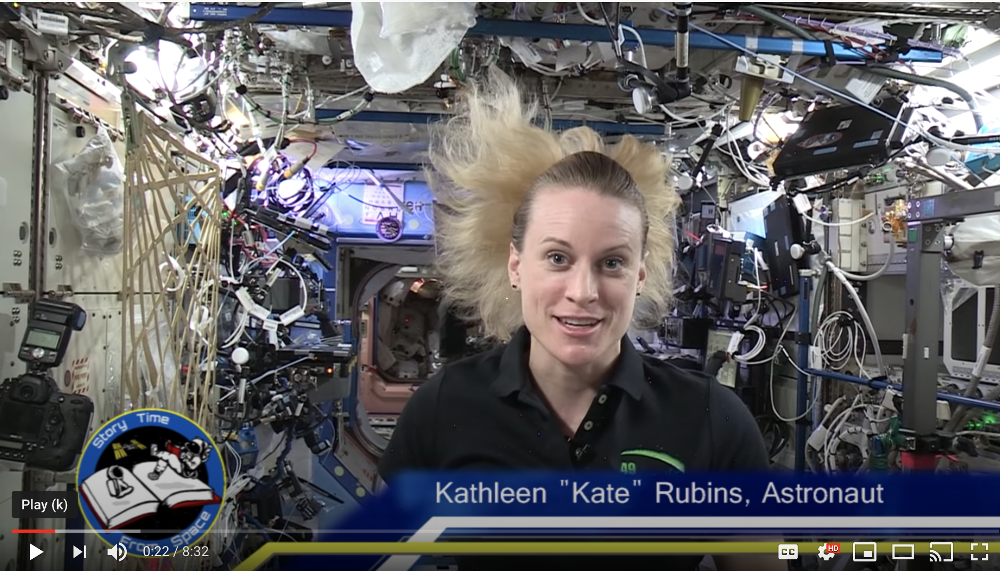 49
Story Time
Kathleen "Kate" Rubins, Astronaut
Play (k)
From Space
0:22 / 8:32
CC
HD